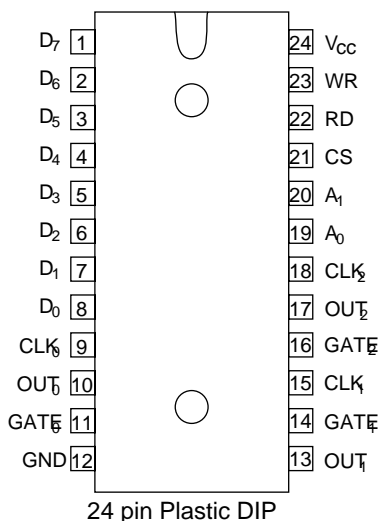 D7 1 24 VCC
D6 2 23 WR
D5 3 22 RD
D4 4 21 CS
D3 5 20 A1
D2 6 19 A0
D1 7 18 CLK2
D0 8 17 OUT2
CLK0 9 16 GATE2
OUT0 10 15 CLK1
GATE0 11 14 GATE1
GND 12 13 OUT1
24 pin Plastic DIP